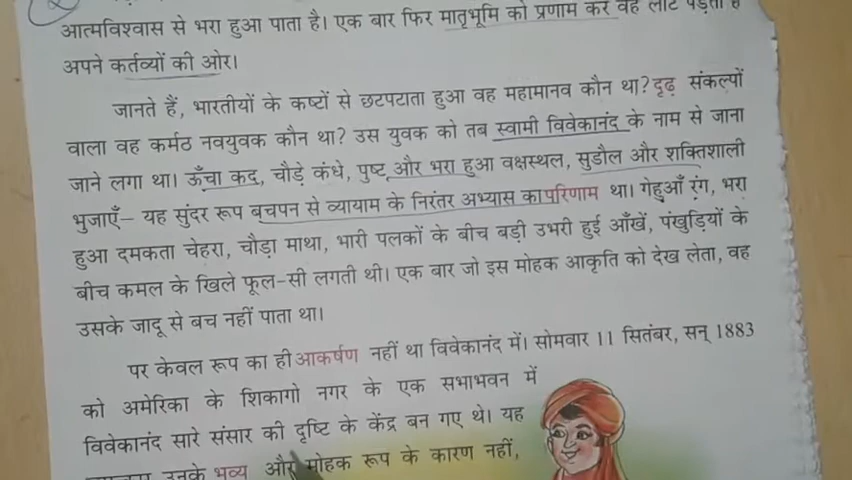 आत्मविश्वास से भरा हुआ पाता है। एक बार फिर मातृभूमि को प्रणाम कर वह लौट पड़ता है
अपने कर्तव्यों की ओर।
जानते हैं, भारतीयों के कष्टों से छटपटाता हुआ वह महामानव कौन था? दृढ़ संकल्पों
वाला वह कर्मठ नवयुवक कौन था? उस युवक को तब स्वामी विवेकानंद के नाम से जाना
जाने लगा था। ऊँचा कद, चौड़े कंधे, पुष्ट और भरा हुआ वक्षस्थल, सुडौल और शक्तिशाली
भुजाएँ– यह सुंदर रूप बचपन से व्यायाम के निरंतर अभ्यास का परिणाम था। गेहुआँ रंग, भरा
हुआ दमकता चेहरा, चौड़ा माथा, भारी पलकों के बीच बड़ी उभरी हुई आँखें, पंखुड़ियों के
बीच कमल के खिले फूल-सी लगती थी। एक बार जो इस मोहक आकृति को देख लेता, वह
उसके जादू से बच नहीं पाता था।
पर केवल रूप का ही आकर्षण नहीं था विवेकानंद में। सोमवार 11 सितंबर, सन् 1883
को अमेरिका के शिकागो नगर के एक सभाभवन में
विवेकानंद सारे संसार की दृष्टि के केंद्र बन गए थे। यह
उनके भव्य और मोहक रूप के कारण नहीं,